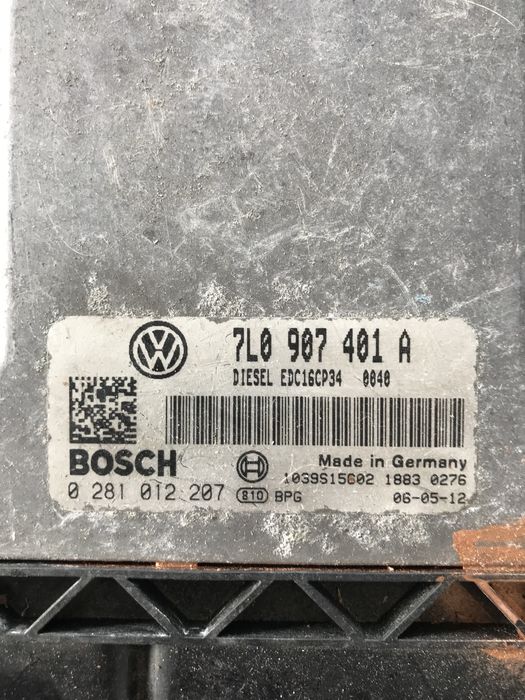 7L0 907 401 A
DIESEL EDC16CP34 0040
BOSCH
Made in Germany
1039S15602 1883 0276
0 281 012 207 810 BPG 06-05-12